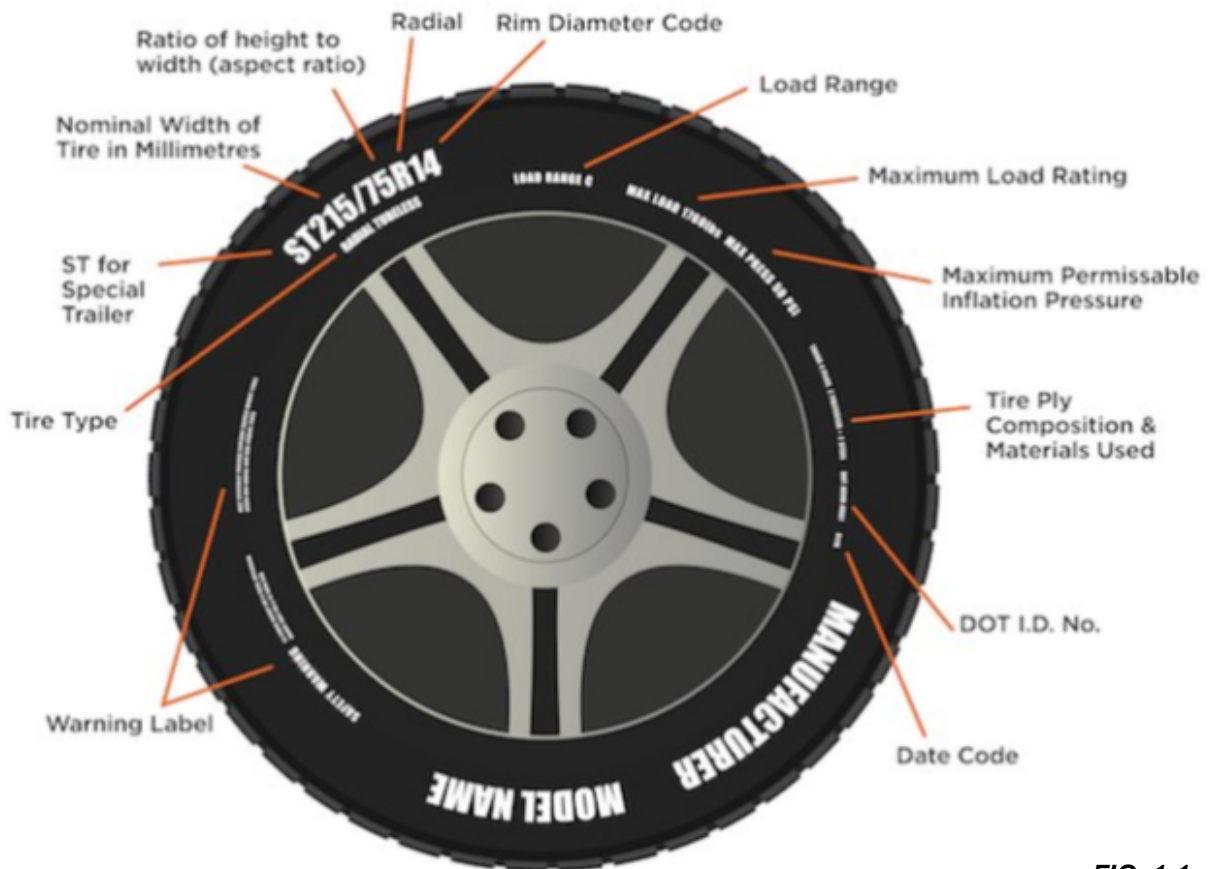 Radial
Rim Diameter Code
Ratio of height to
width (aspect ratio)
Load Range
Nominal Width of
Tire in Millimetres
ST215/75R14
RADIAL TUBELESS
LOAD RANGE C
MAX LOAD
MAX PRESS 50 PSI
Maximum Load Rating
ST for
Special
Trailer
Maximum Permissable
Inflation Pressure
Tire Type
Tire Ply
Composition &
Materials Used
DOT I.D. No.
SAFETY WARNING
Warning Label
Date Code
MANUFACTURER
MODEL NAME
FIG. 1-1